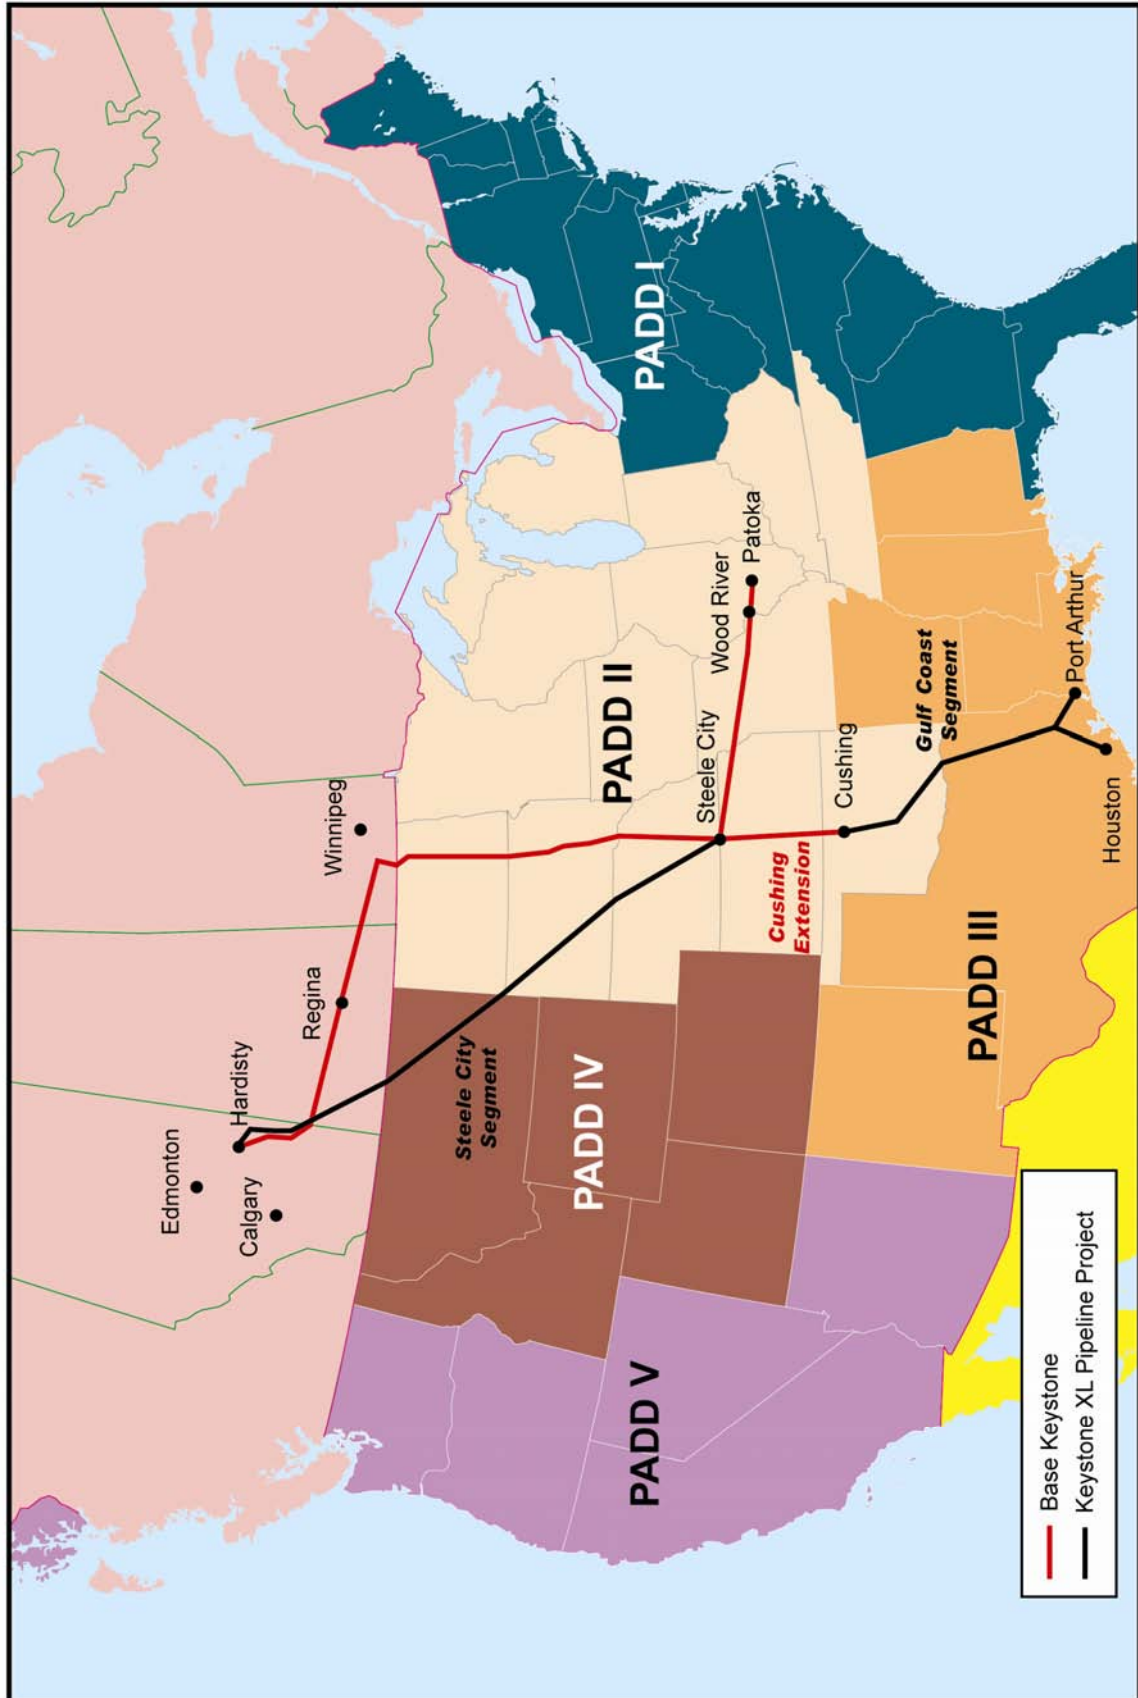 Edmonton
Hardisty
Calgary
Regina
Winnipeg
Steele City
Segment
PADD IV
PADD V
PADD II
PADD I
Steele City
Wood River
Patoka
Cushing
Extension
Cushing
Gulf Coast
Segment
PADD III
Port Arthur
Houston
Base Keystone
Keystone XL Pipeline Project